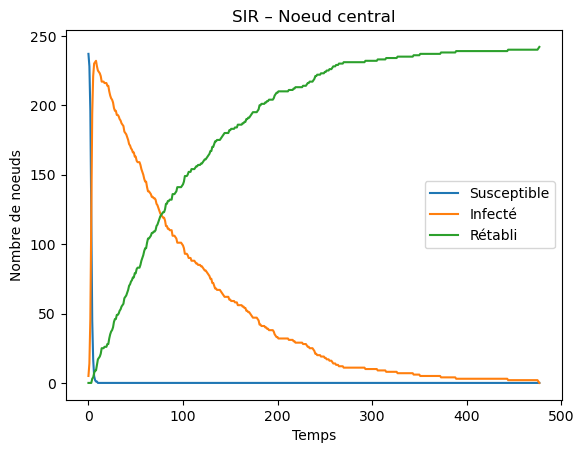 SIR – Noeud central
Nombre de noeuds
250
200
150
100
50
0
Susceptible
Infecté
Rétabli
0 100 200 300 400 500
Temps